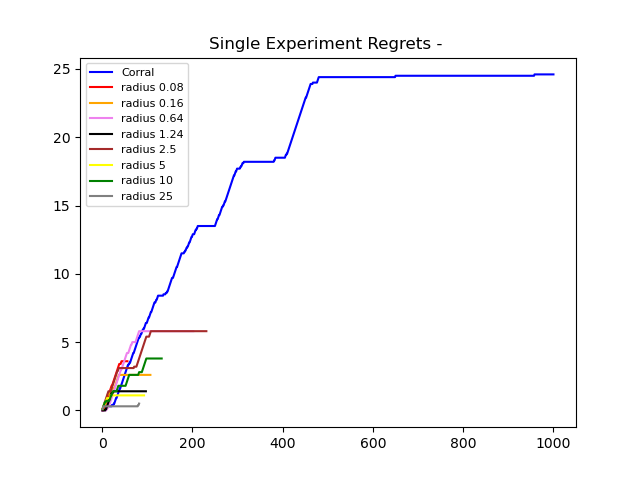 Single Experiment Regrets -
25
20
15
10
5
0
Corral
radius 0.08
radius 0.16
radius 0.64
radius 1.24
radius 2.5
radius 5
radius 10
radius 25
0 200 400 600 800 1000